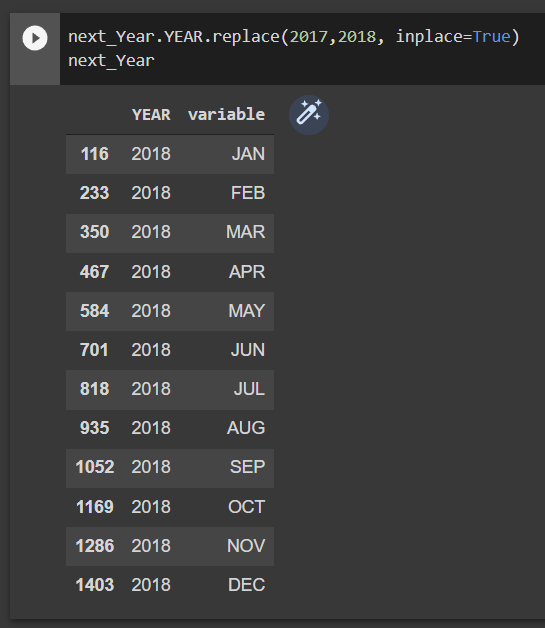 next_Year.YEAR.replace(2017,2018, inplace=True)
next_Year
YEAR variable
116 2018 JAN
233 2018 FEB
350 2018 MAR
467 2018 APR
584 2018 MAY
701 2018 JUN
818 2018 JUL
935 2018 AUG
1052 2018 SEP
1169 2018 OCT
1286 2018 NOV
1403 2018 DEC